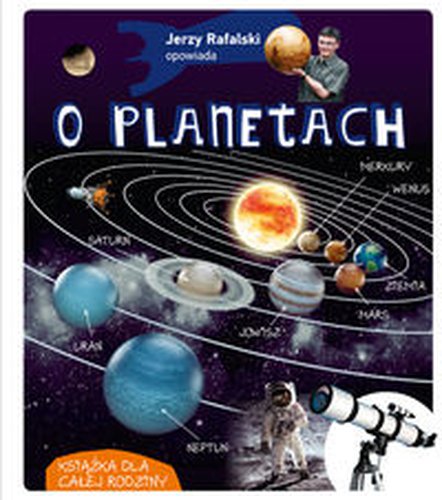 Jerzy Rafalski
opowiada
O PLANETACH
MERKURY
WENUS
SATURN
ZIEMIA
MARS
JOWISZ
URAN
NEPTUN
KSIĄŻKA DLA
CAŁEJ RODZINY